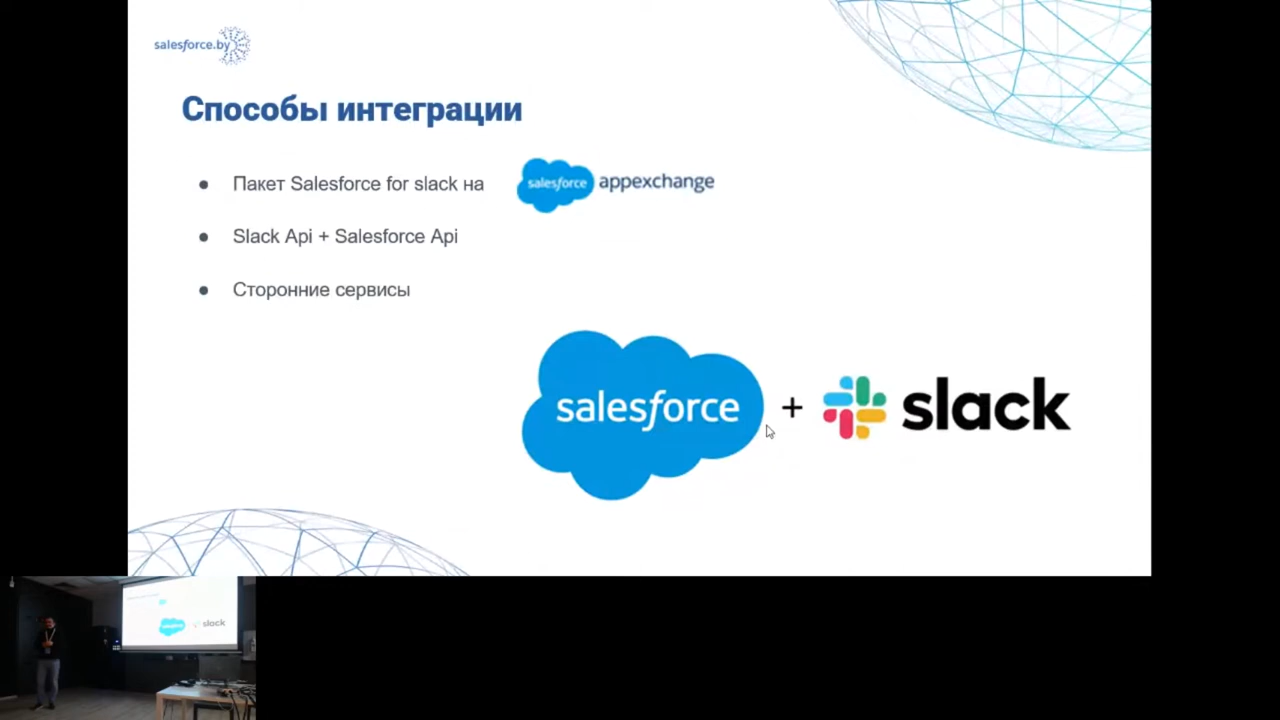 salesforce.by
Способы интеграции
● Пакет Salesforce for slack на salesforce appexchange
● Slack Api + Salesforce Api
● Сторонние сервисы
salesforce + slack
slack